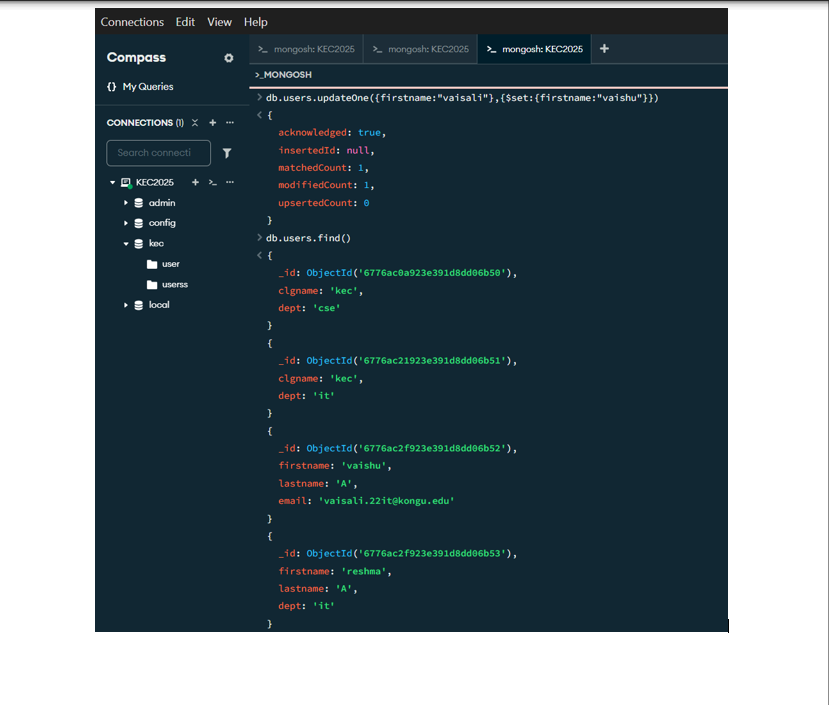 Connections Edit View Help
Compass
{} My Queries
CONNECTIONS (1)
Search connecti
KEC2025
admin
config
kec
user
userss
local
>_ mongosh: KEC2025
>_ mongosh: KEC2025
>_ mongosh: KEC2025
>_MONGOSH
> db.users.updateOne({firstname:"vaisali"},{$set:{firstname:"vaishu"}})
< {
acknowledged: true,
insertedId: null,
matchedCount: 1,
modifiedCount: 1,
upsertedCount: 0
}
> db.users.find()
< {
_id: ObjectId('6776ac0a923e391d8dd06b50'),
clgname: 'kec',
dept: 'cse'
}
{
_id: ObjectId('6776ac21923e391d8dd06b51'),
clgname: 'kec',
dept: 'it'
}
{
_id: ObjectId('6776ac2f923e391d8dd06b52'),
firstname: 'vaishu',
lastname: 'A',
email: 'vaisali.22it@kongu.edu'
}
{
_id: ObjectId('6776ac2f923e391d8dd06b53'),
firstname: 'reshma',
lastname: 'A',
dept: 'it'
}